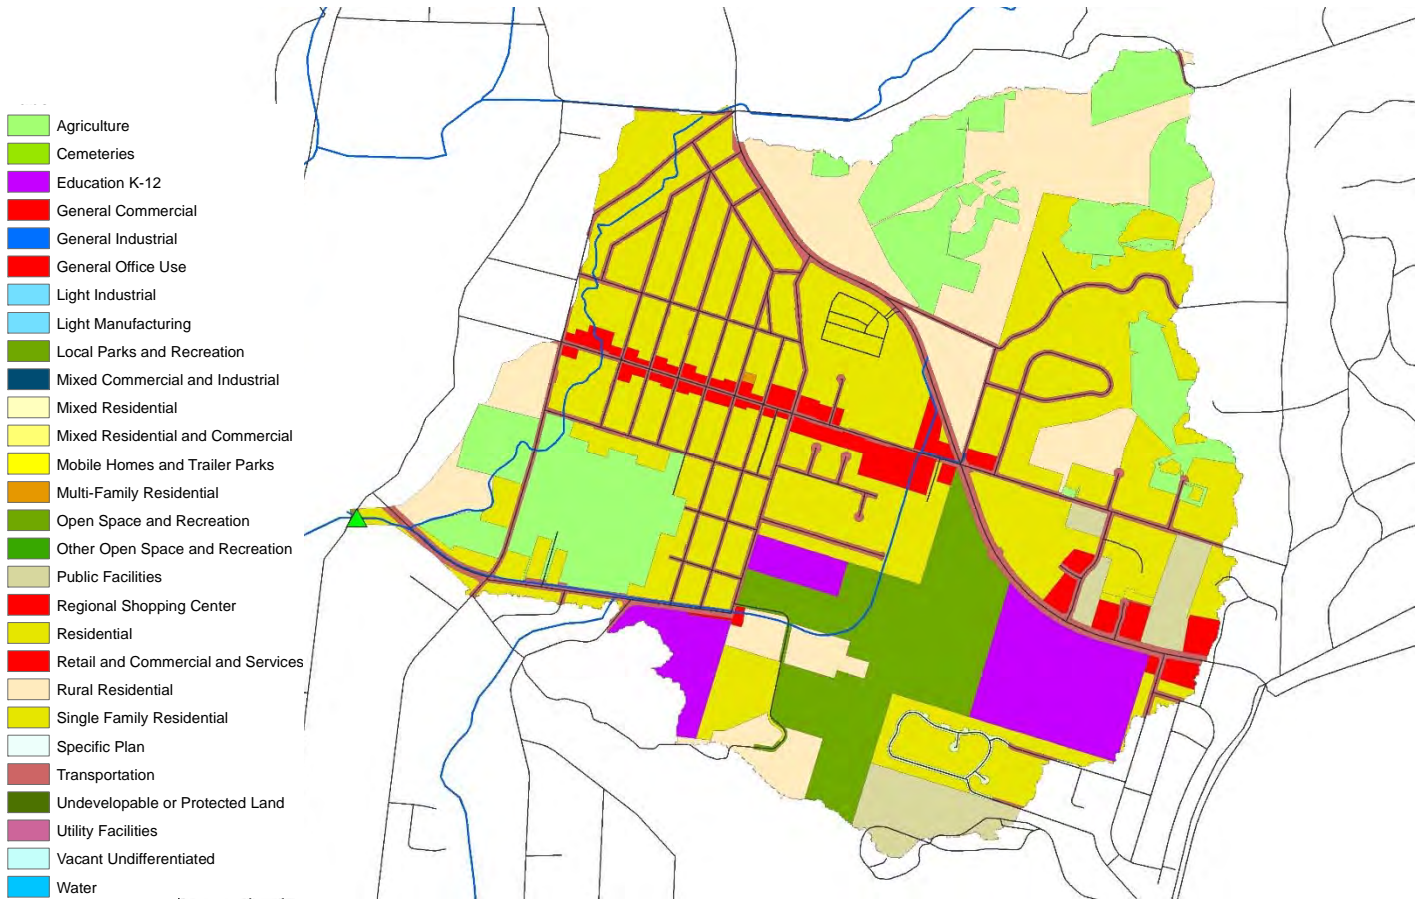 Agriculture
Cemeteries
Education K-12
General Commercial
General Industrial
General Office Use
Light Industrial
Light Manufacturing
Local Parks and Recreation
Mixed Commercial and Industrial
Mixed Residential
Mixed Residential and Commercial
Mobile Homes and Trailer Parks
Multi-Family Residential
Open Space and Recreation
Other Open Space and Recreation
Public Facilities
Regional Shopping Center
Residential
Retail and Commercial and Services
Rural Residential
Single Family Residential
Specific Plan
Transportation
Undevelopable or Protected Land
Utility Facilities
Vacant Undifferentiated
Water